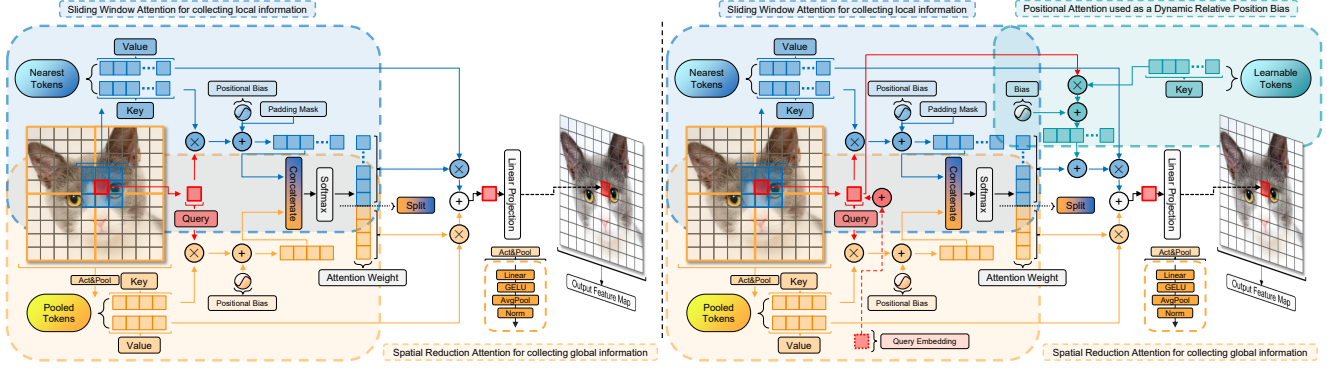 Sliding Window Attention for collecting local information
Value
Nearest
Tokens
Key
Positional Bias
Padding Mask
Query
Concatenate
Softmax
Split
Linear Projection
Attention Weight
Act&Pool
Key
Positional Bias
Pooled
Tokens
Value
Act&Pool
Linear
GELU
AvgPool
Norm
Output Feature Map
Spatial Reduction Attention for collecting global information
Sliding Window Attention for collecting local information
Positional Attention used as a Dynamic Relative Position Bias
Value
Nearest
Tokens
Key
Positional Bias
Padding Mask
Bias
Key
Learnable
Tokens
Query
Concatenate
Softmax
Split
Linear Projection
Attention Weight
Act&Pool
Key
Positional Bias
Pooled
Tokens
Value
Query Embedding
Act&Pool
Linear
GELU
AvgPool
Norm
Output Feature Map
Spatial Reduction Attention for collecting global information